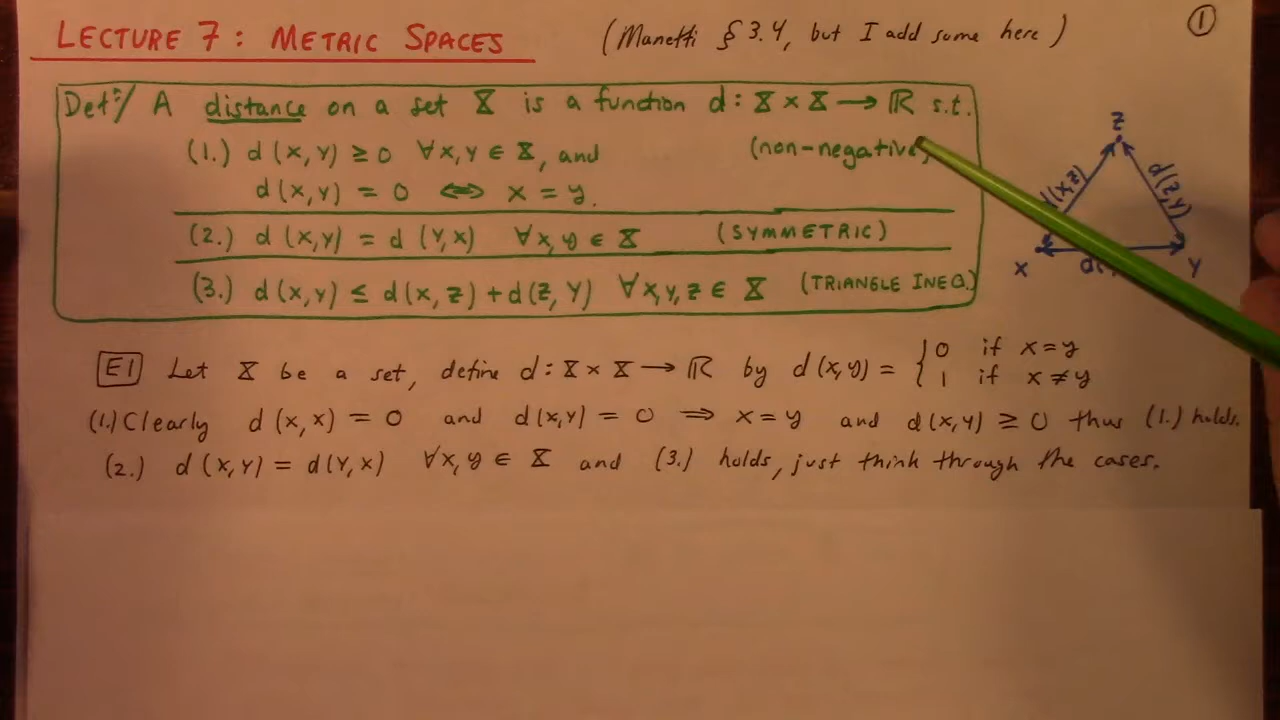 LECTURE 7: METRIC SPACES (Manetti § 3.4, but I add some here) ①
Def^n/ A distance on a set X is a function d: X × X → ℝ s.t.
(1.) d(x,y) ≥ 0 ∀x,y ∈ X, and (non-negative)
d(x,y) = 0 ⟺ x = y.
(2.) d(x,y) = d(y,x) ∀x,y ∈ X (SYMMETRIC)
(3.) d(x,y) ≤ d(x,z) + d(z,y) ∀x,y,z ∈ X (TRIANGLE INEQ.)
z
d(x,z) d(z,y)
x y
E1 Let X be a set, define d: X × X → ℝ by d(x,y) = { 0 if x=y
1 if x≠y
(1.) Clearly d(x,x) = 0 and d(x,y) = 0 ⟹ x = y and d(x,y) ≥ 0 thus (1.) holds.
(2.) d(x,y) = d(y,x) ∀x,y ∈ X and (3.) holds, just think through the cases.